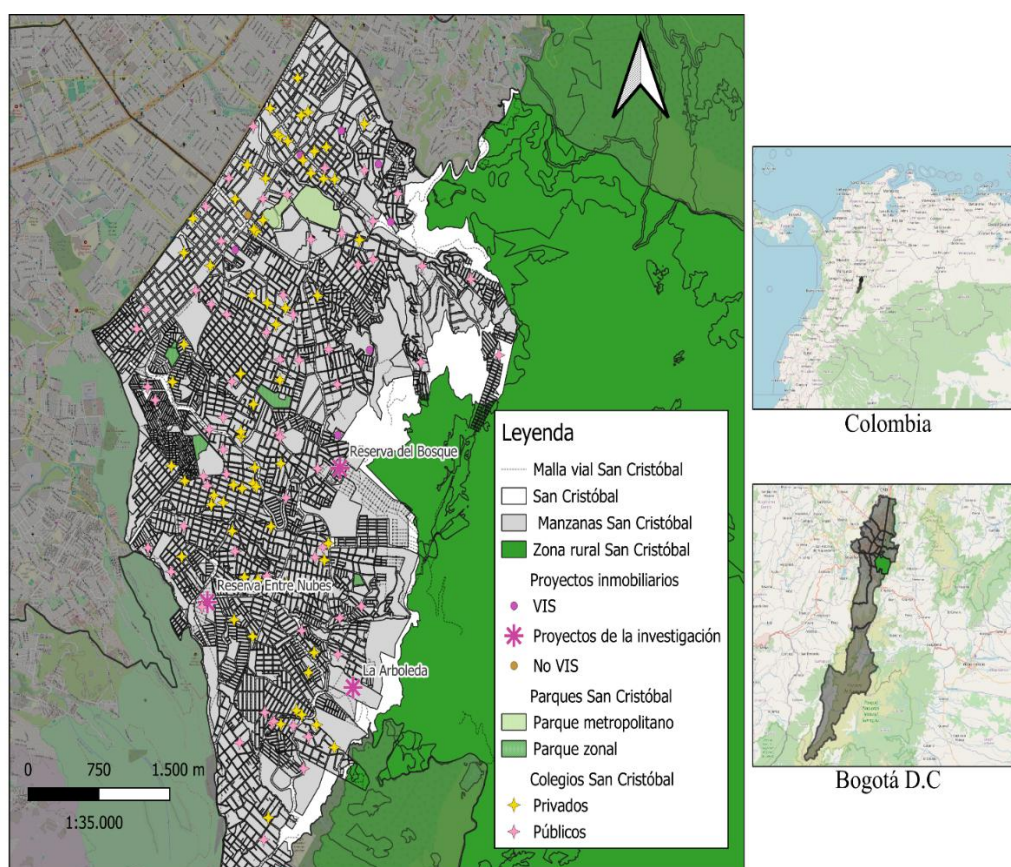 Reserva del Bosque
Reserva Entre Nubes
La Arboleda
0 750 1.500 m
1:35.000
Leyenda
Malla vial San Cristóbal
San Cristóbal
Manzanas San Cristóbal
Zona rural San Cristóbal
Proyectos inmobiliarios
VIS
Proyectos de la investigación
No VIS
Parques San Cristóbal
Parque metropolitano
Parque zonal
Colegios San Cristóbal
Privados
Públicos
Colombia
Bogotá D.C